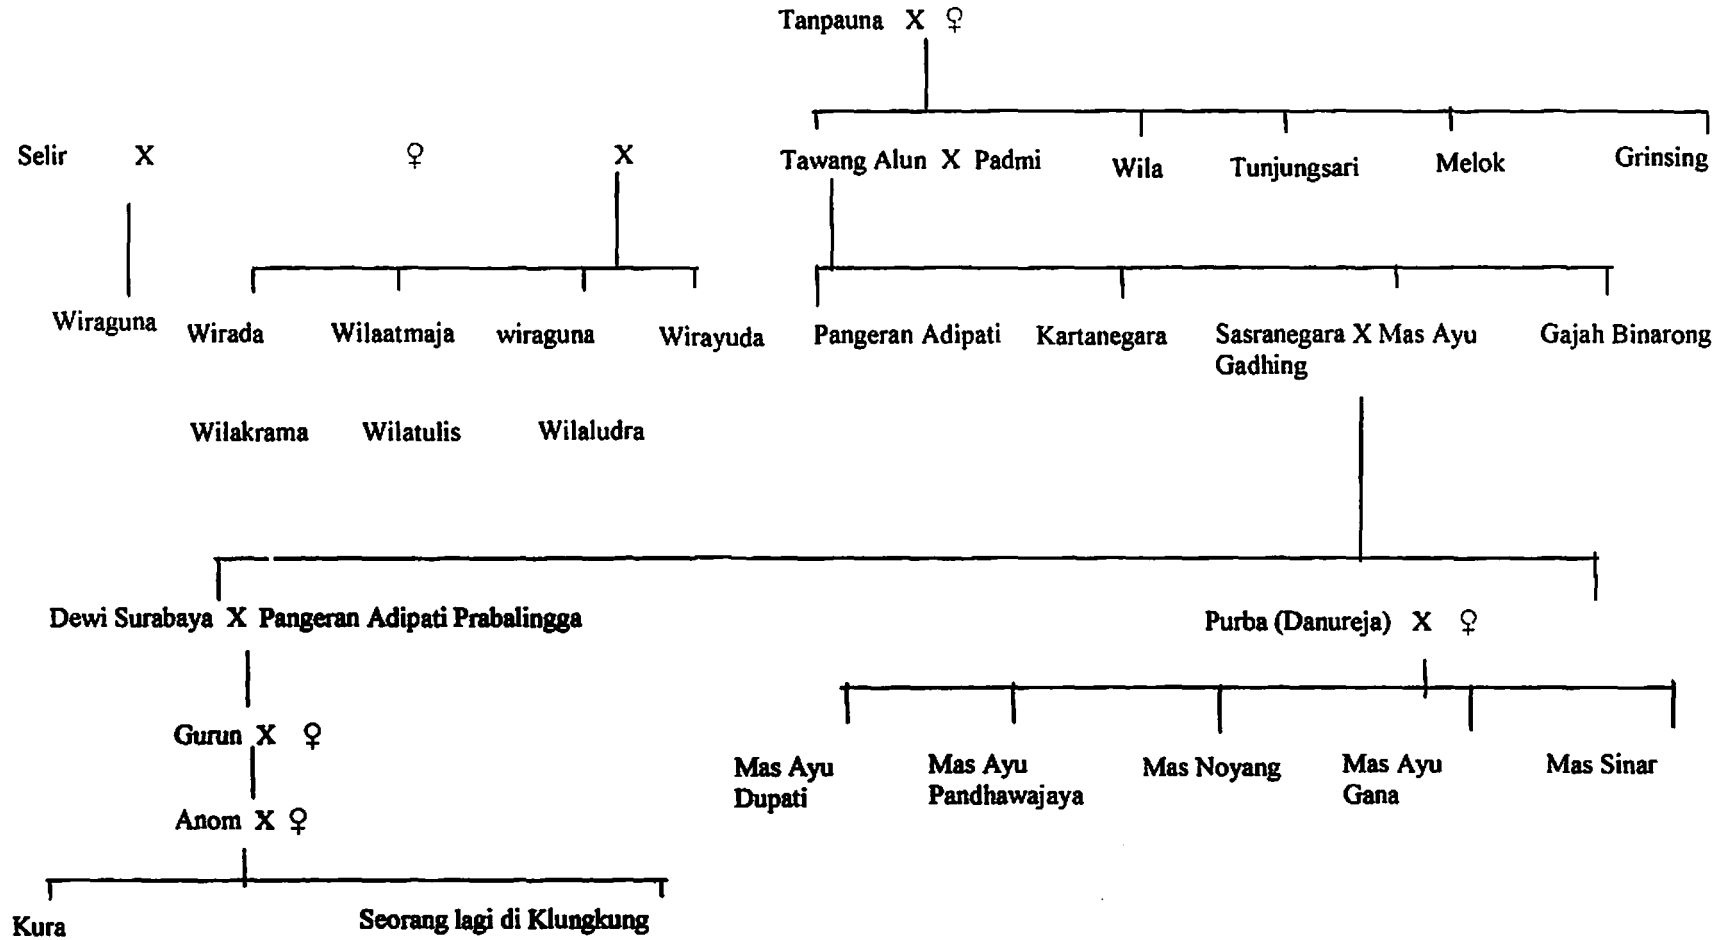 Tanpauna X ♀
Selir X ♀ X Tawang Alun X Padmi Wila Tunjungsari Melok Grinsing
Wiraguna Wirada Wilaatmaja wiraguna Wirayuda Pangeran Adipati Kartanegara Sasranegara X Mas Ayu Gajah Binarong
Gadhing
Wilakrama Wilatulis Wilaludra
Dewi Surabaya X Pangeran Adipati Prabalingga Purba (Danureja) X ♀
Gurun X ♀
Mas Ayu Mas Ayu Mas Noyang Mas Ayu Mas Sinar
Dupati Pandhawajaya Gana
Anom X ♀
Kura Seorang lagi di Klungkung